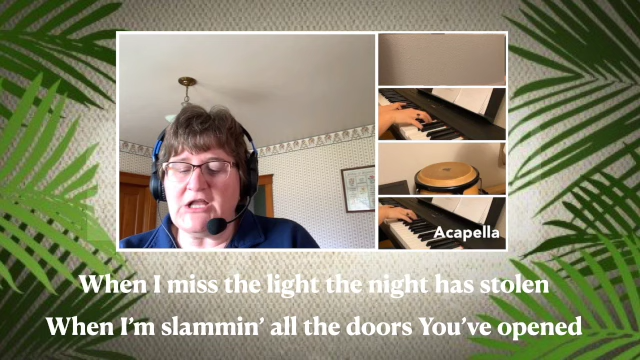 Acapella
When I miss the light the night has stolen
When I’m slammin’ all the doors You’ve opened